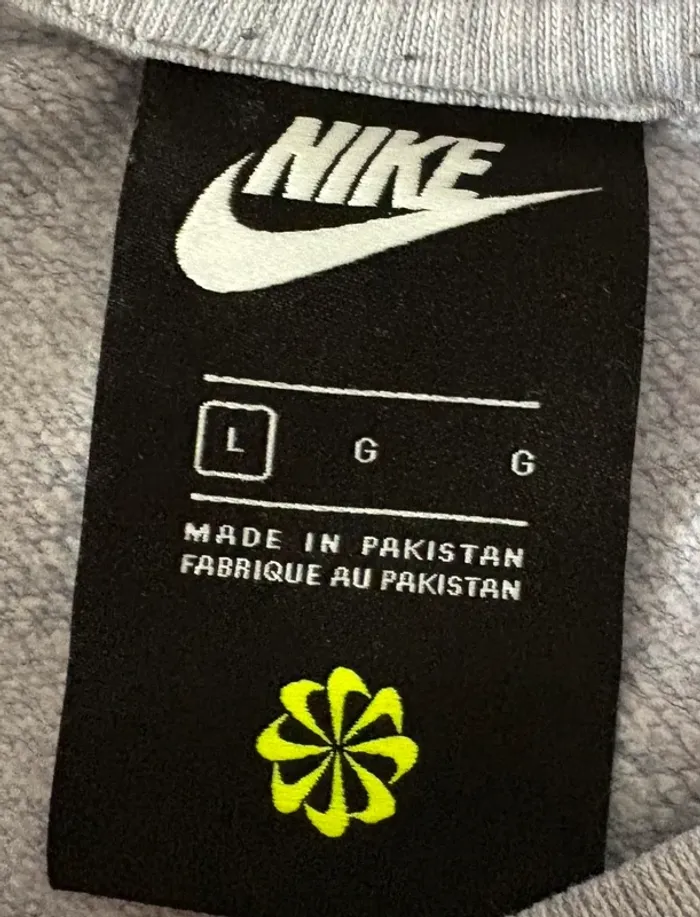 NIKE
L G G
MADE IN PAKISTAN
FABRIQUE AU PAKISTAN